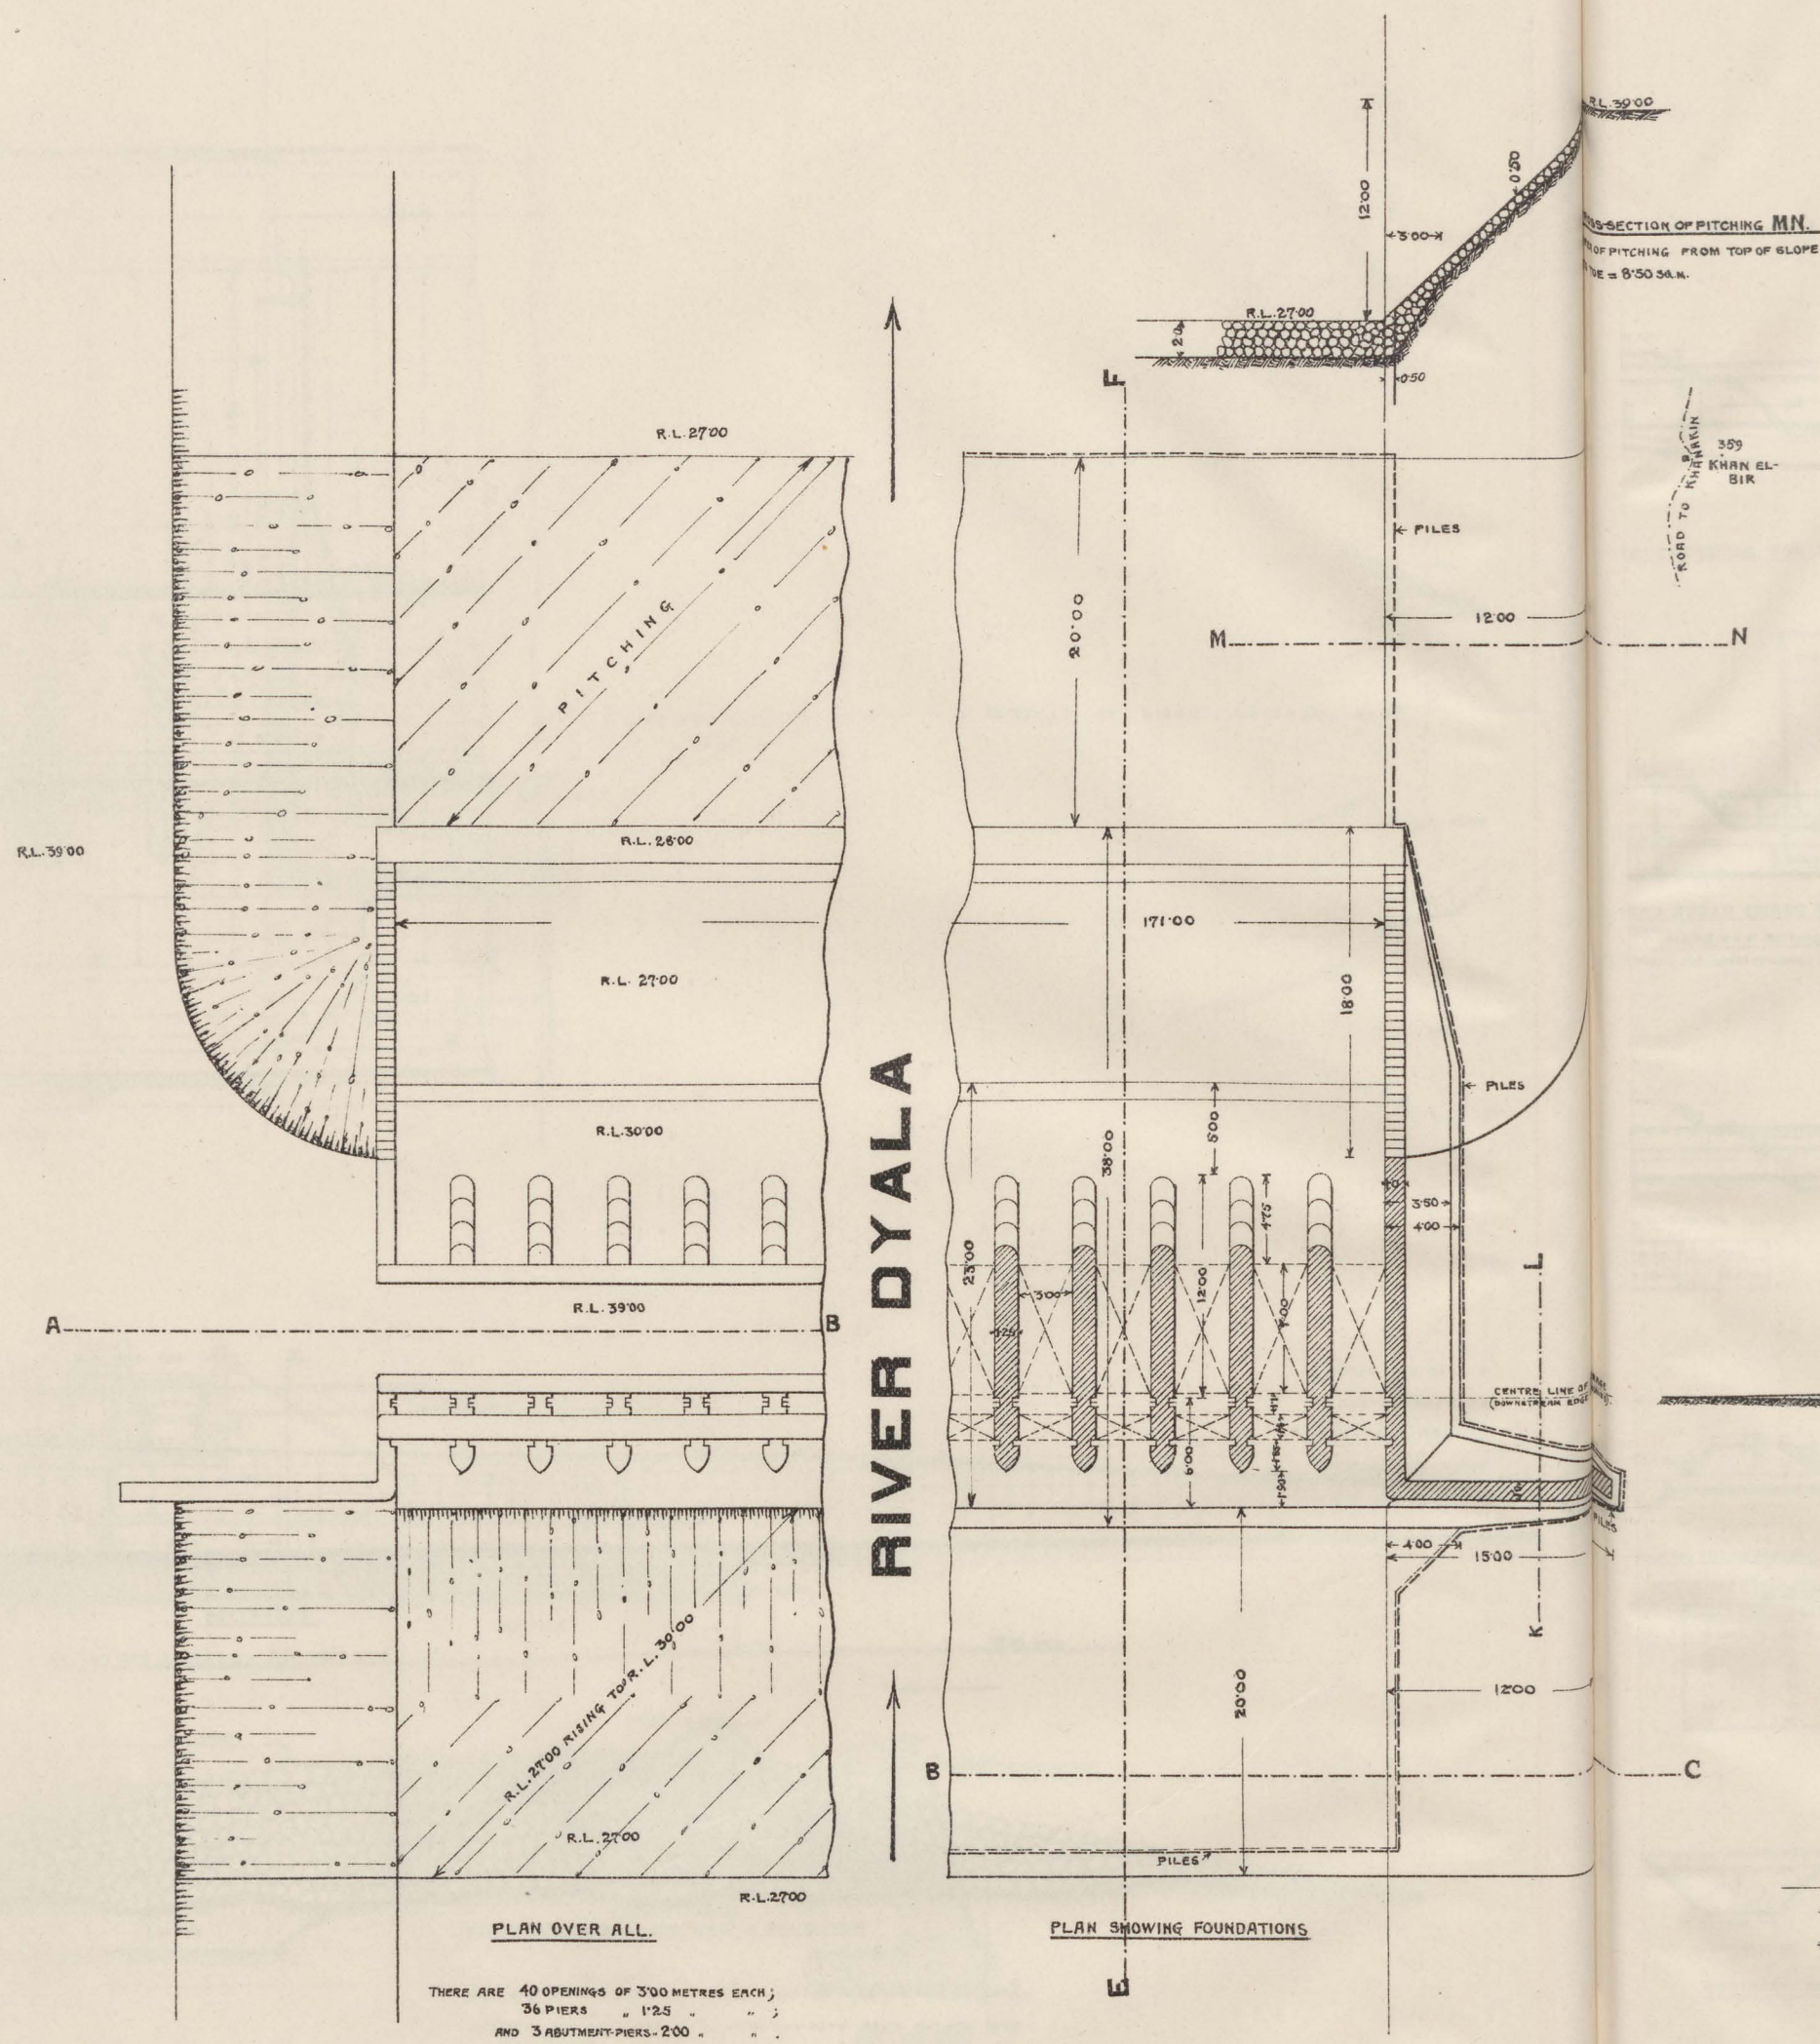 R.L. 39'00
12'00
0'50
3'00
CROSS-SECTION OF PITCHING MN.
OF PITCHING FROM TOP OF SLOPE
TOE = 8'50 SQ.M.
R.L. 27'00
0'50
F
ROAD TO KHANAKIN
359
KHAN EL-
BIR
R.L. 27'00
PILES
20'00
12'00
M
N
PITCHING
R.L. 39'00
R.L. 26'00
171'00
R.L. 27'00
18'00
PILES
R.L. 30'00
RIVER DYALA
5'00
38'00
3'50
4'00
4'75
23'00
12'00
7'00
3'00
1'25
L
A
R.L. 39'00
B
CENTRE LINE OF
(DOWNSTREAM EDGE
6'00
1'90
PILES
4'00
15'00
K
R.L. 27'00 RISING TO R.L. 30'00
20'00
12'00
B
C
R.L. 27'00
PILES
R.L. 27'00
PLAN OVER ALL.
PLAN SHOWING FOUNDATIONS
E
THERE ARE 40 OPENINGS OF 3'00 METRES EACH;
36 PIERS " 1'25 " " ;
AND 3 ABUTMENT-PIERS " 2'00 " " .